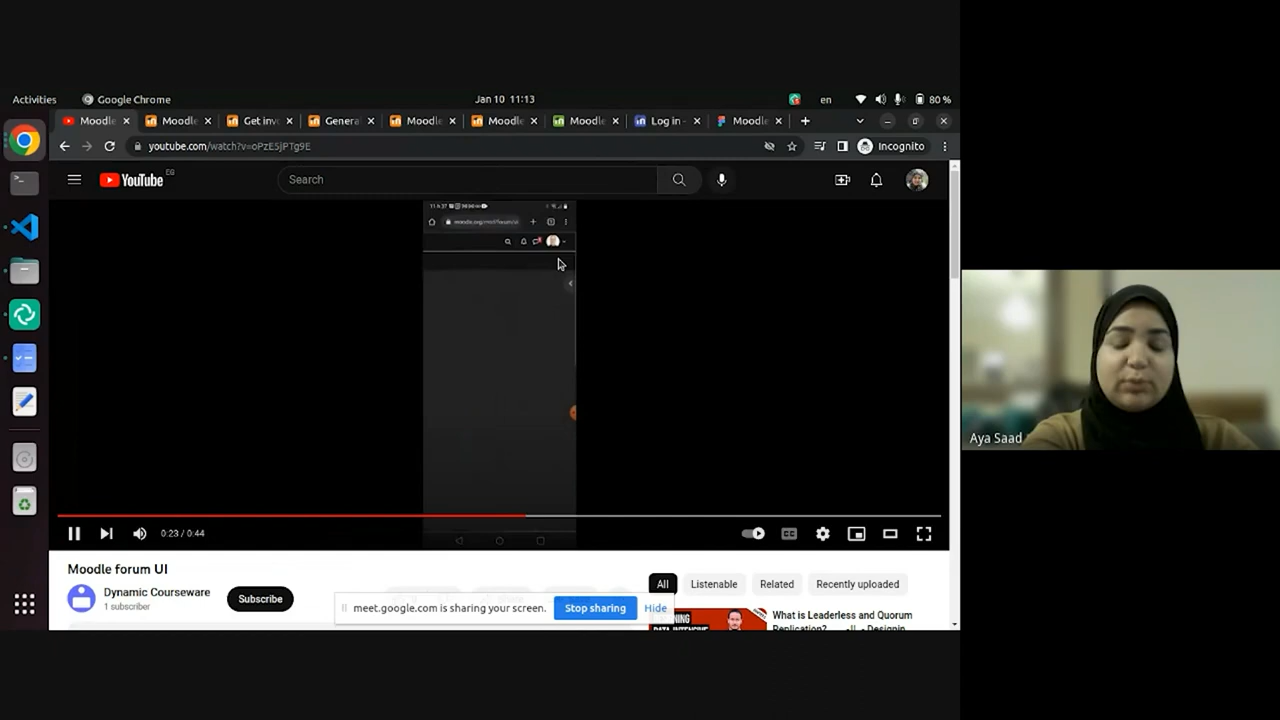 Activities
Google Chrome
Jan 10 11:13
en
80 %
Moodle
Moodle
Get inv
Genera
Moodle
Moodle
Moodle
Log in -
Moodle
youtube.com/watch?v=oPzE5jPTg9E
Incognito
YouTube
EG
Search
0:23 / 0:44
CC
Moodle forum UI
Dynamic Courseware
1 subscriber
Subscribe
All
Listenable
Related
Recently uploaded
meet.google.com is sharing your screen.
Stop sharing
Hide
What is Leaderless and Quorum
Aya Saad